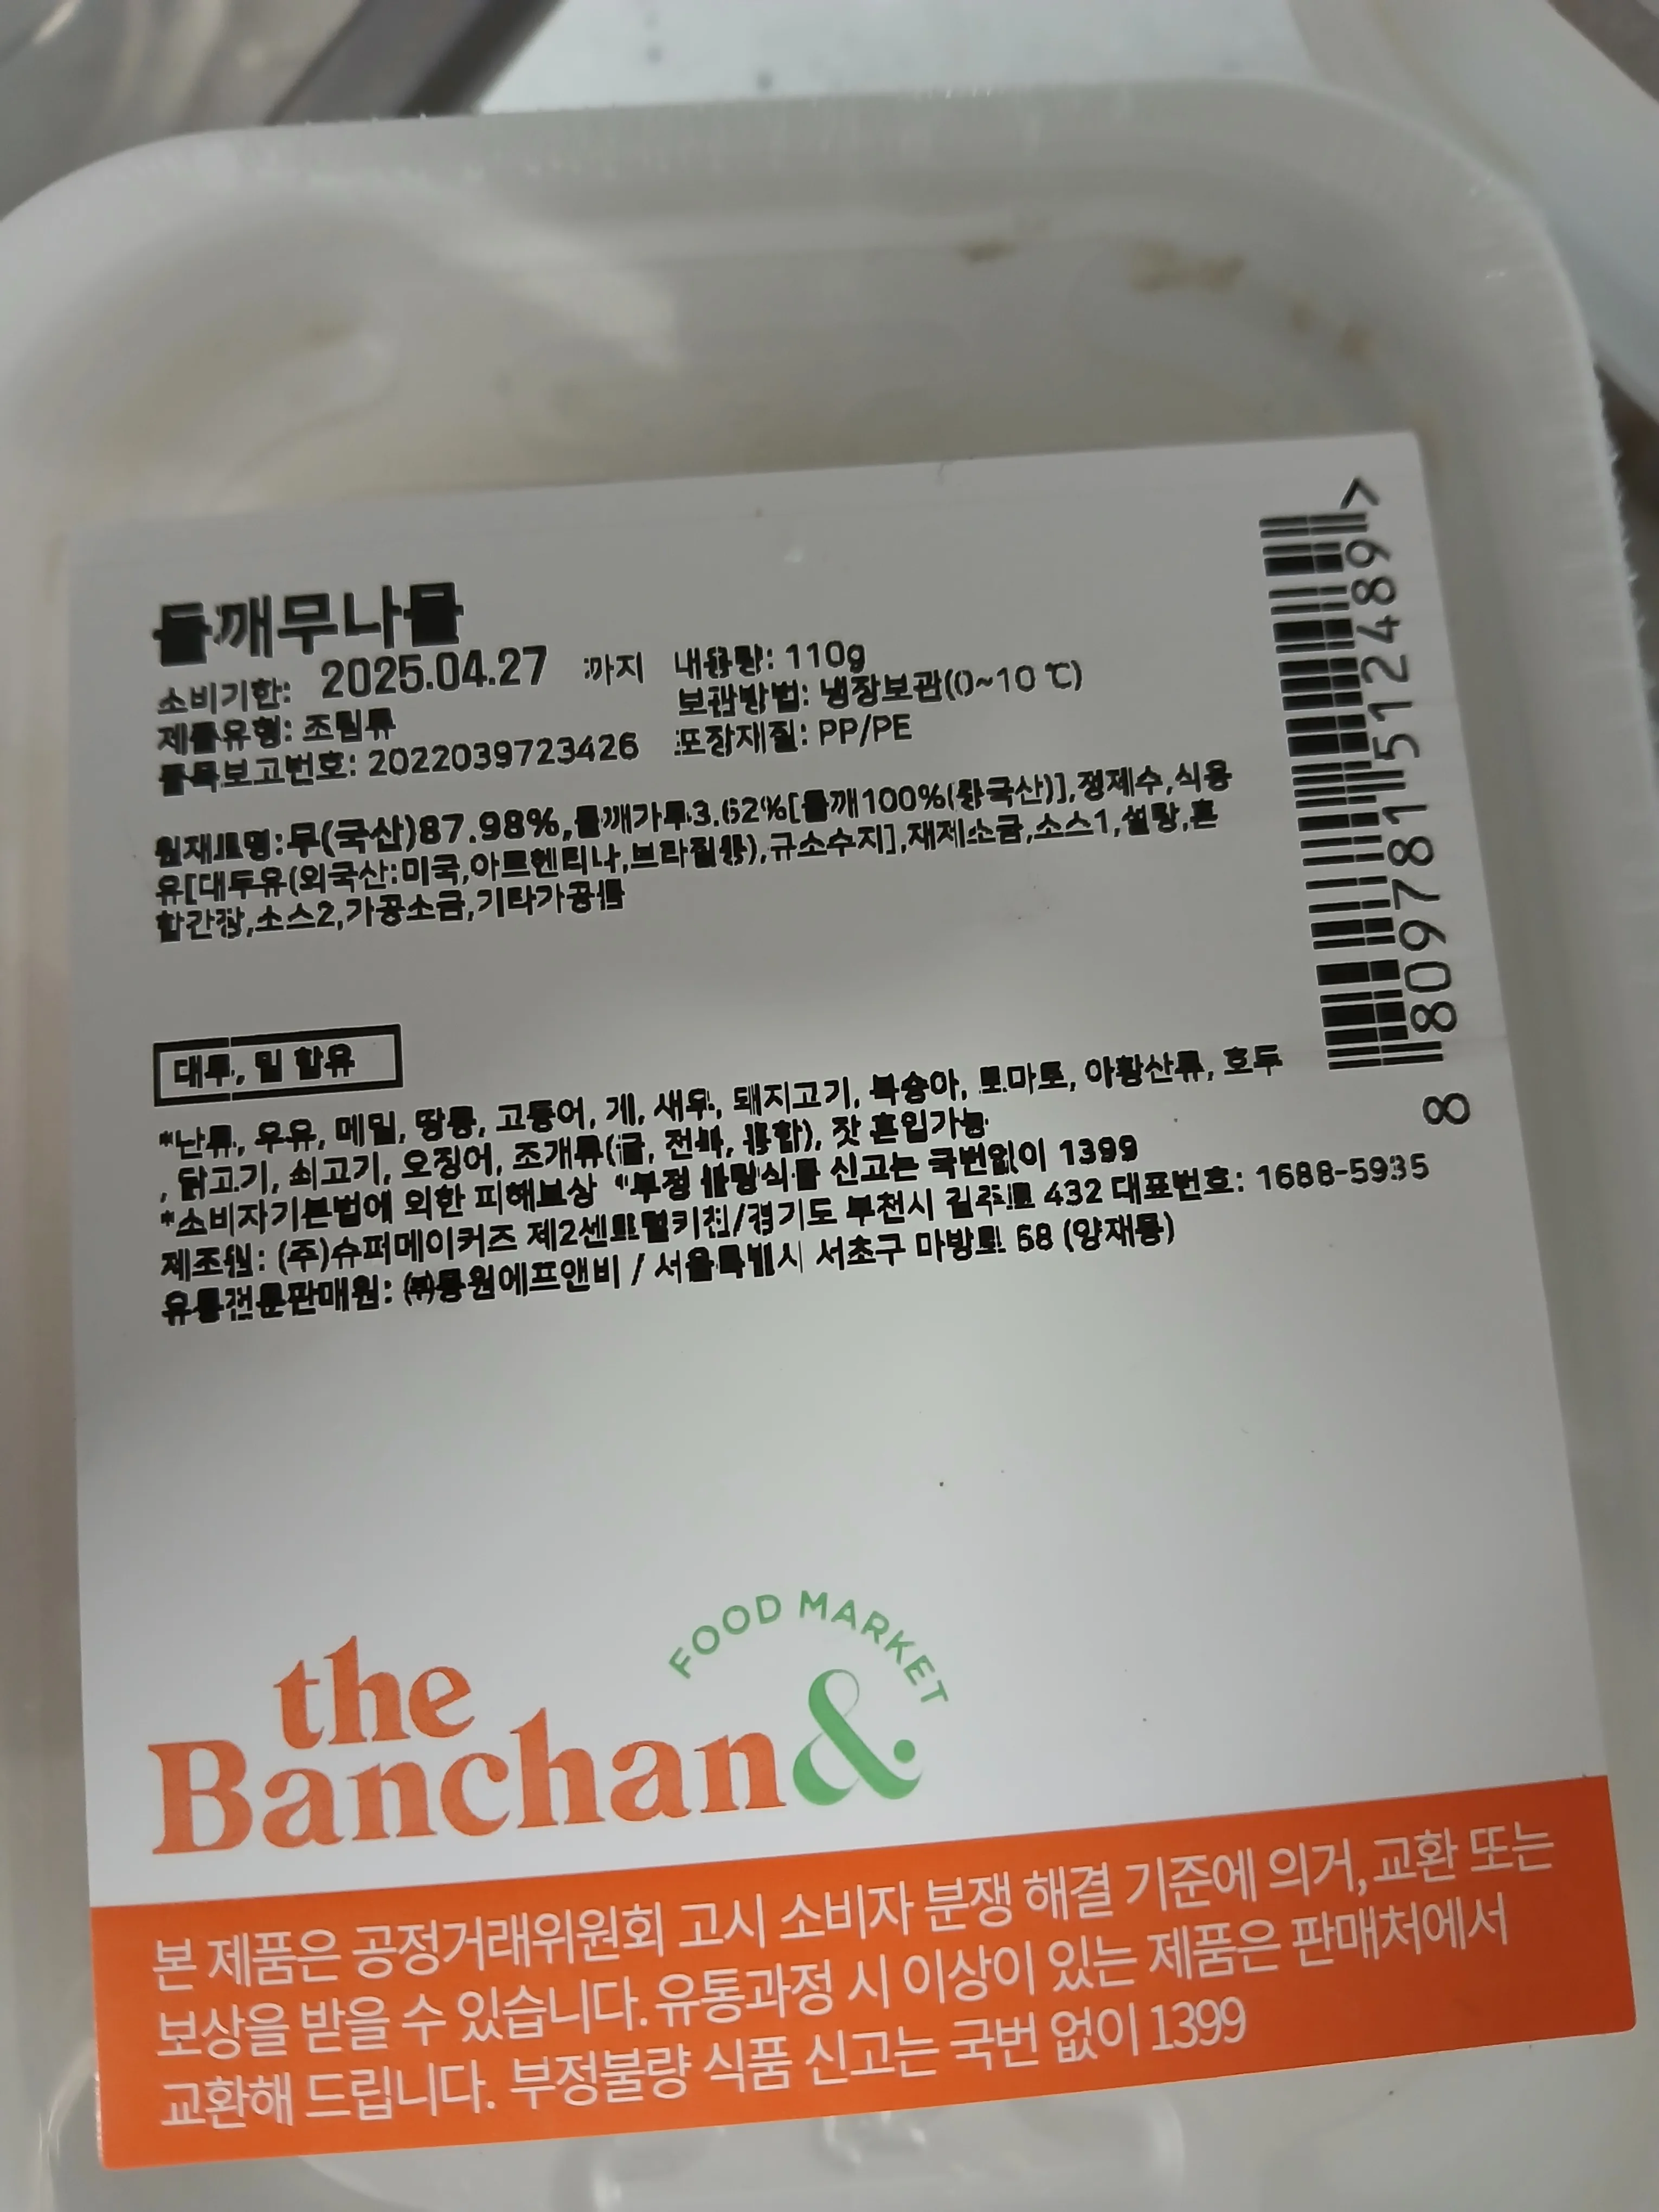 들깨무나물
소비기한: 2025.04.27 까지 내용량: 110g
제품유형: 조림류 보관방법: 냉장보관(0~10 ℃)
품목보고번호: 2022039723426 포장재질: PP/PE
원재료명:무(국산)87.98%,들깨가루3.62%[들깨100%(중국산)],정제수,식용
유[대두유(외국산:미국,아르헨티나,브라질등),규소수지],재제소금,소스1,설탕,혼
합간장,소스2,가공소금,기타가공품
대두, 밀 함유
*난류, 우유, 메밀, 땅콩, 고등어, 게, 새우, 돼지고기, 복숭아, 토마토, 아황산류, 호두
, 닭고기, 쇠고기, 오징어, 조개류(굴, 전복, 홍합), 잣 혼입가능
*소비자기본법에 의한 피해보상 *부정 불량식품 신고는 국번없이 1399
제조원: (주)슈퍼메이커즈 제2센트럴키친/경기도 부천시 길주로 432 대표번호: 1688-5935
유통전문판매원: ㈜동원에프앤비 / 서울특별시 서초구 마방로 68 (양재동)
8 809781 512489 >
FOOD MARKET
the
Banchan&
본 제품은 공정거래위원회 고시 소비자 분쟁 해결 기준에 의거, 교환 또는
보상을 받을 수 있습니다. 유통과정 시 이상이 있는 제품은 판매처에서
교환해 드립니다. 부정불량 식품 신고는 국번 없이 1399